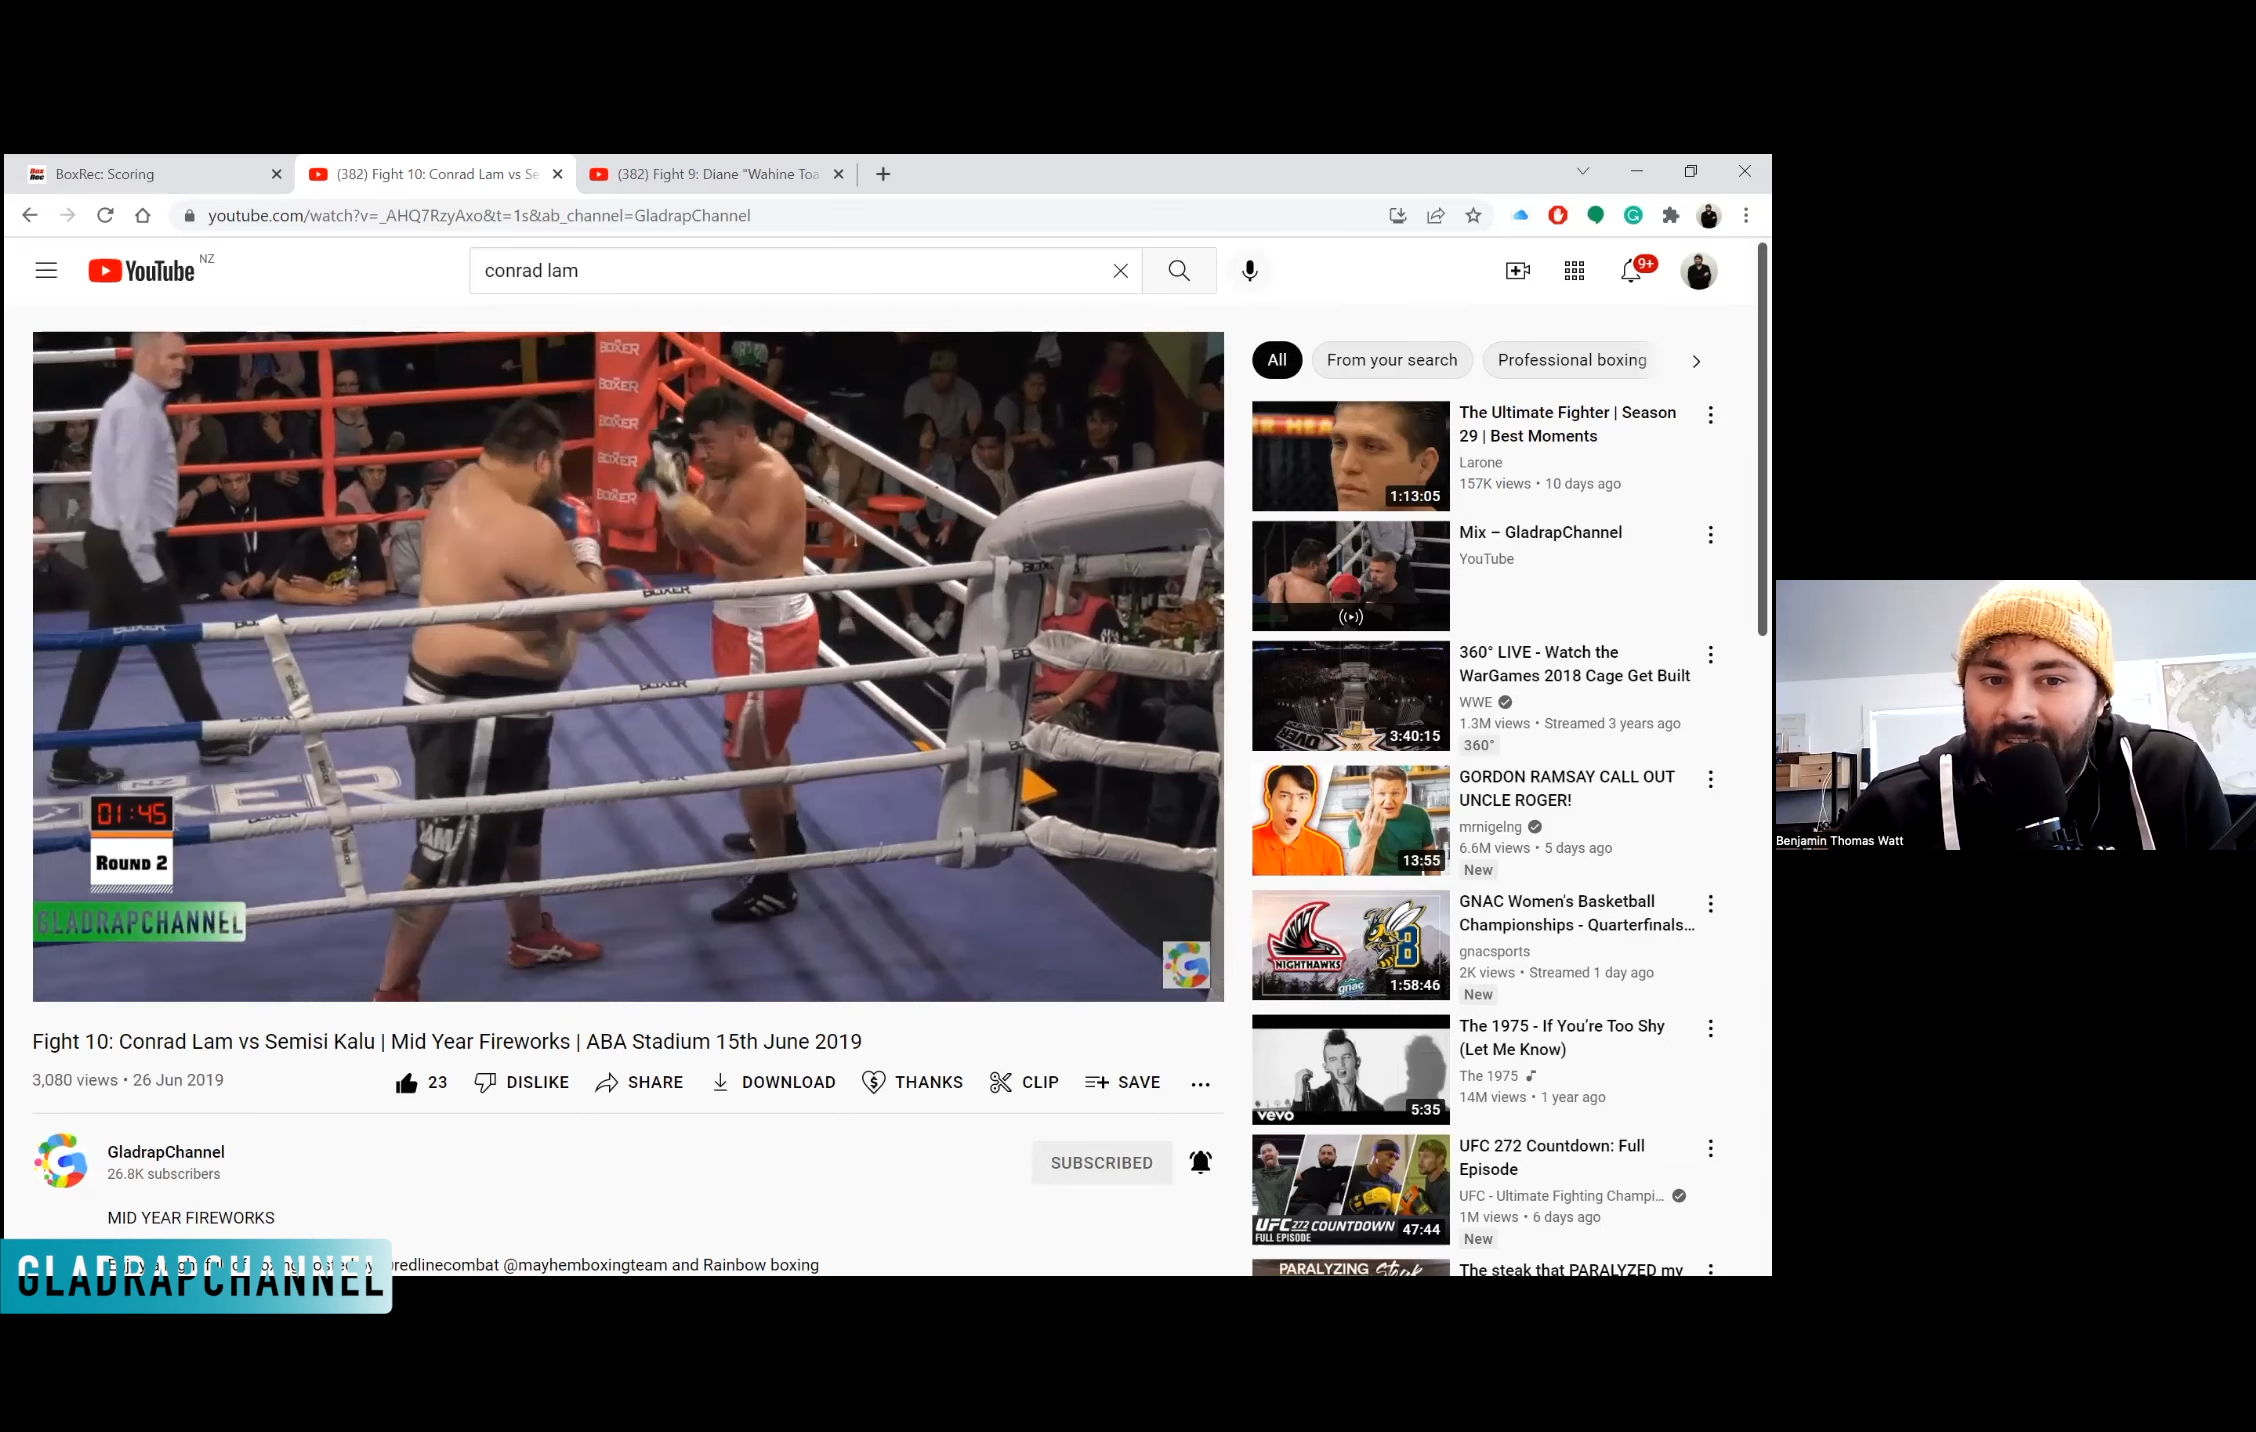 BoxRec: Scoring
(382) Fight 10: Conrad Lam vs Se
(382) Fight 9: Diane "Wahine Toa
youtube.com/watch?v=_AHQ7RzyAxo&t=1s&ab_channel=GladrapChannel
YouTube NZ
conrad lam
9+
BOXER
BOXER
BOXER
BOXER
BOXER
BOXER
BOXER
01:45
ROUND 2
GLADRAPCHANNEL
Fight 10: Conrad Lam vs Semisi Kalu | Mid Year Fireworks | ABA Stadium 15th June 2019
3,080 views • 26 Jun 2019
23
DISLIKE
SHARE
DOWNLOAD
THANKS
CLIP
SAVE
GladrapChannel
26.8K subscribers
SUBSCRIBED
MID YEAR FIREWORKS
redlinecombat @mayhemboxingteam and Rainbow boxing
GLADRAPCHANNEL
All
From your search
Professional boxing
The Ultimate Fighter | Season
29 | Best Moments
Larone
157K views • 10 days ago
1:13:05
Mix – GladrapChannel
YouTube
360° LIVE - Watch the
WarGames 2018 Cage Get Built
WWE
1.3M views • Streamed 3 years ago
360°
3:40:15
GORDON RAMSAY CALL OUT
UNCLE ROGER!
mrnigelng
6.6M views • 5 days ago
New
13:55
GNAC Women's Basketball
Championships - Quarterfinals...
gnacsports
2K views • Streamed 1 day ago
New
NIGHTHAWKS
B
gnac
1:58:46
The 1975 - If You're Too Shy
(Let Me Know)
The 1975
14M views • 1 year ago
vevo
5:35
UFC 272 Countdown: Full
Episode
UFC - Ultimate Fighting Champi...
1M views • 6 days ago
New
UFC 272 COUNTDOWN
FULL EPISODE
47:44
PARALYZING Steak
The steak that PARALYZED my
Benjamin Thomas Watt